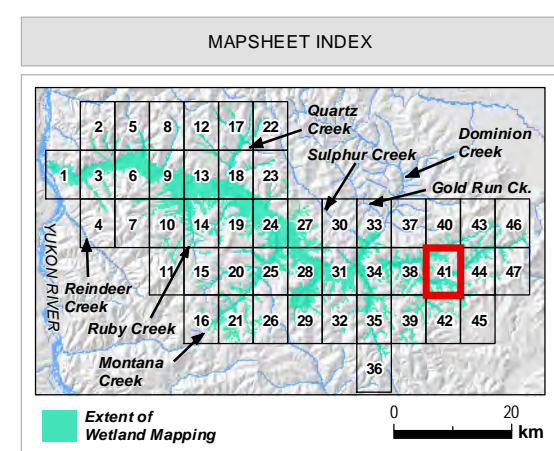 MAPSHEET INDEX
Quartz
Creek
Sulphur Creek
Dominion
Creek
Gold Run Ck.
2 5 8 12 17 22
1 3 6 9 13 18 23
4 7 10 14 19 24 27 30 33 37 40 43 46
11 15 20 25 28 31 34 38 41 44 47
16 21 26 29 32 35 39 42 45
36
YUKON RIVER
Reindeer
Creek
Ruby Creek
Montana
Creek
Extent of
Wetland Mapping
0 20
km